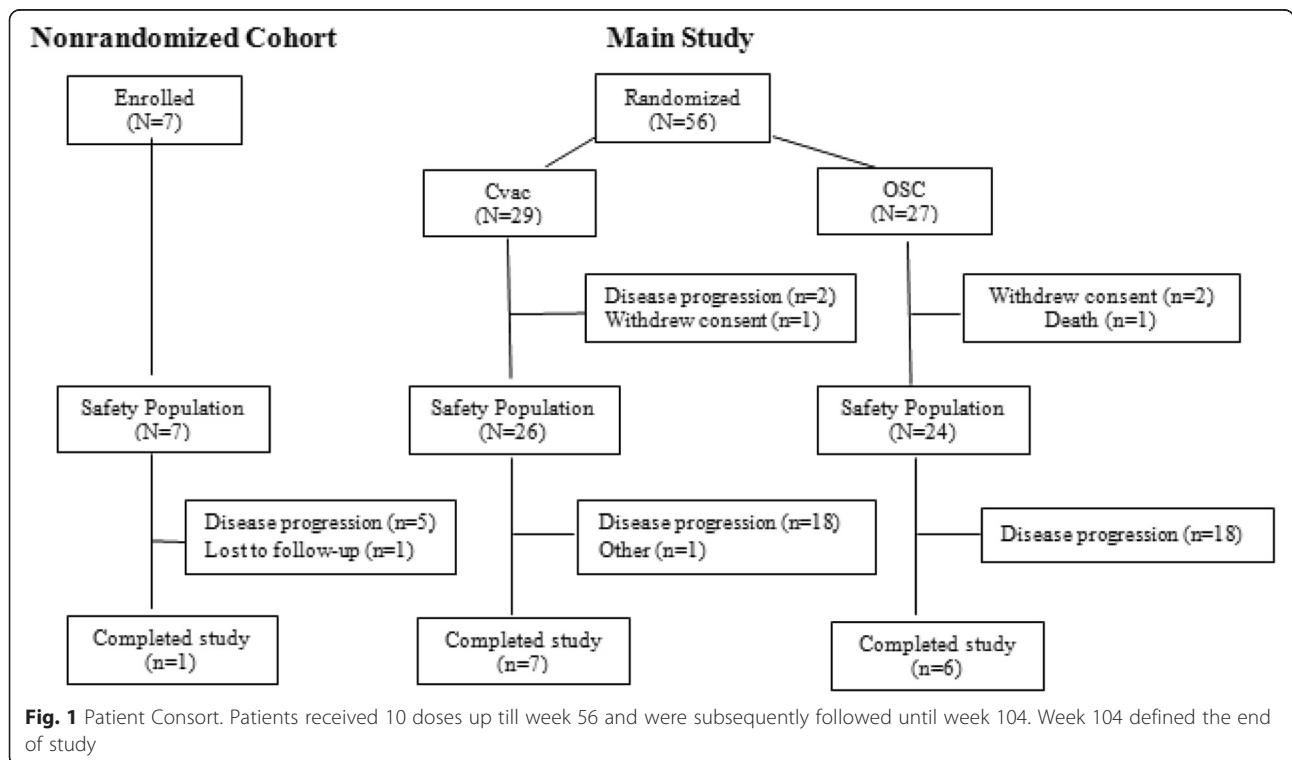 Nonrandomized Cohort
Main Study
Enrolled
(N=7)
Randomized
(N=56)
Cvac
(N=29)
OSC
(N=27)
Disease progression (n=2)
Withdrew consent (n=1)
Withdrew consent (n=2)
Death (n=1)
Safety Population
(N=7)
Safety Population
(N=26)
Safety Population
(N=24)
Disease progression (n=5)
Lost to follow-up (n=1)
Disease progression (n=18)
Other (n=1)
Disease progression (n=18)
Completed study
(n=1)
Completed study
(n=7)
Completed study
(n=6)
Fig. 1 Patient Consort. Patients received 10 doses up till week 56 and were subsequently followed until week 104. Week 104 defined the end
of study